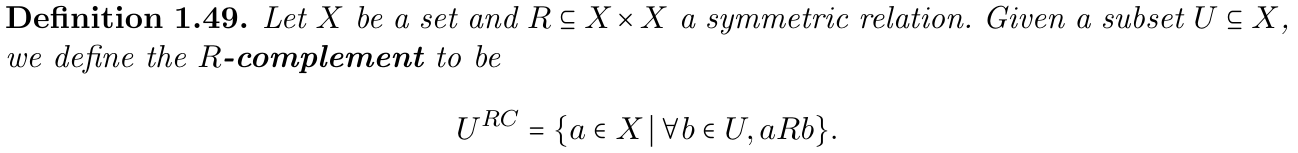 Definition 1.49. Let X be a set and R ⊆ X × X a symmetric relation. Given a subset U ⊆ X,
we define the R-complement to be
U^{RC} = {a ∈ X | ∀b ∈ U, aRb}.